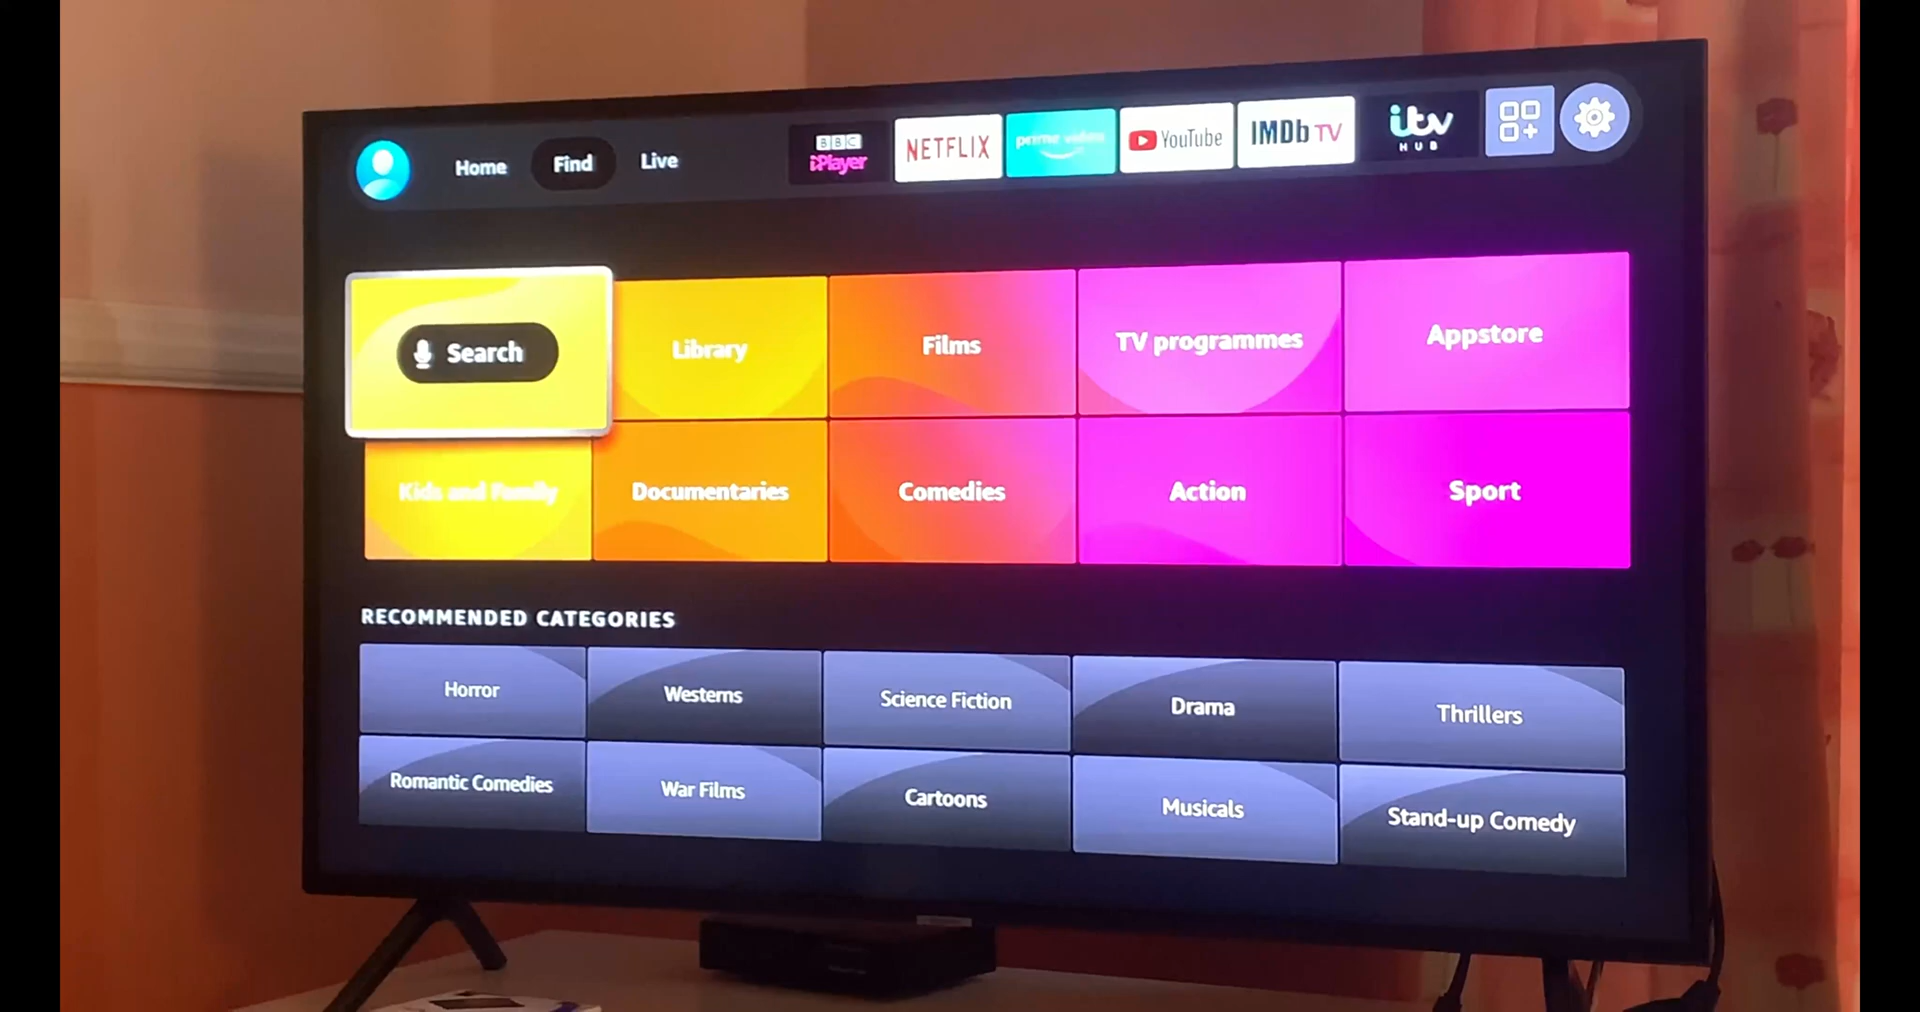 Home
Find
Live
BBC
iPlayer
NETFLIX
prime video
YouTube
IMDb TV
itv
HUB
Search
Library
Films
TV programmes
Appstore
Kids and Family
Documentaries
Comedies
Action
Sport
RECOMMENDED CATEGORIES
Horror
Westerns
Science Fiction
Drama
Thrillers
Romantic Comedies
War Films
Cartoons
Musicals
Stand-up Comedy